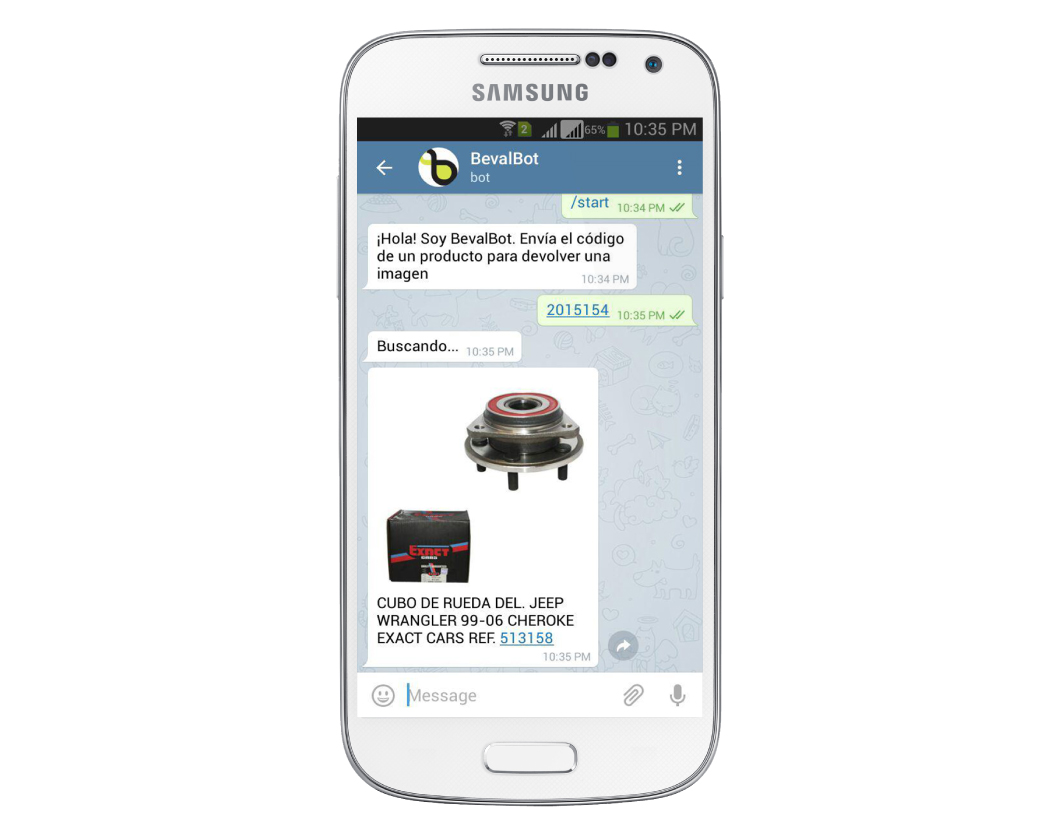 SAMSUNG
2 65% 10:35 PM
BevalBot
bot
/start 10:34 PM
¡Hola! Soy BevalBot. Envía el código
de un producto para devolver una
imagen 10:34 PM
2015154 10:35 PM
Buscando... 10:35 PM
EXACT
CARS
CUBO DE RUEDA DEL. JEEP
WRANGLER 99-06 CHEROKE
EXACT CARS REF. 513158
10:35 PM
Message